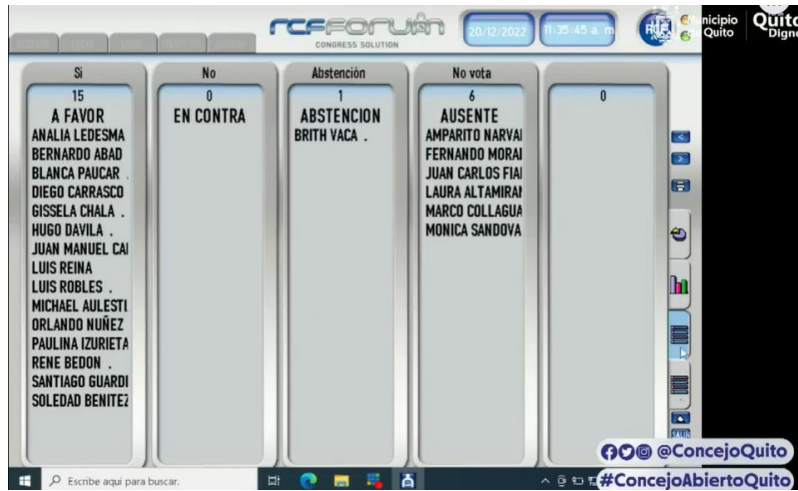 rcfforum
CONGRESS SOLUTION
20/12/2022
11:35:45 a. m
Municipio
Quito
Quito
Digno
Si
15
A FAVOR
ANALIA LEDESMA
BERNARDO ABAD
BLANCA PAUCAR .
DIEGO CARRASCO
GISSELA CHALA .
HUGO DAVILA .
JUAN MANUEL CAI
LUIS REINA
LUIS ROBLES .
MICHAEL AULESTI
ORLANDO NUÑEZ
PAULINA IZURIETA
RENE BEDON .
SANTIAGO GUARDI
SOLEDAD BENITEZ
No
0
EN CONTRA
Abstención
1
ABSTENCION
BRITH VACA .
No vota
6
AUSENTE
AMPARITO NARVAI
FERNANDO MORAI
JUAN CARLOS FIAI
LAURA ALTAMIRAN
MARCO COLLAGUA
MONICA SANDOVA
0
@ConcejoQuito
Escribe aquí para buscar.
#ConcejoAbiertoQuito